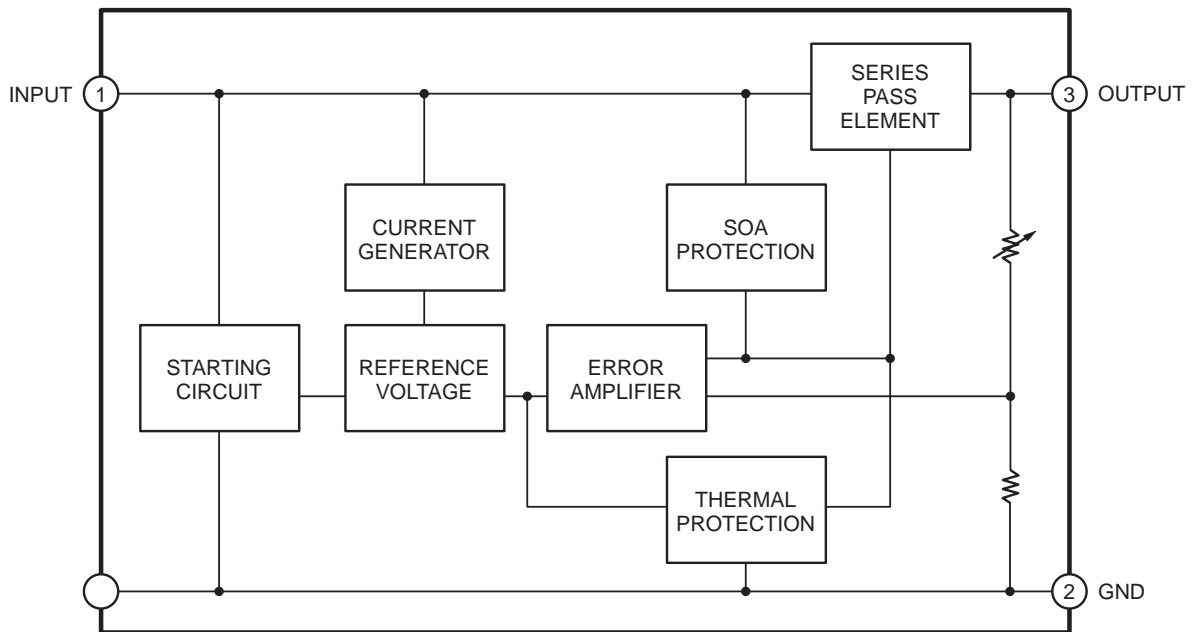 INPUT
1
SERIES
PASS
ELEMENT
3
OUTPUT
CURRENT
GENERATOR
SOA
PROTECTION
STARTING
CIRCUIT
REFERENCE
VOLTAGE
ERROR
AMPLIFIER
THERMAL
PROTECTION
2
GND